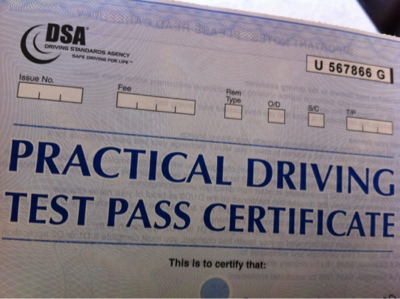 DSA
DRIVING STANDARDS AGENCY
SAFE DRIVING FOR LIFE™
U 567866 G
Issue No.
Fee
Rem Type
O/D
S/C
T/P
PRACTICAL DRIVING
TEST PASS CERTIFICATE
This is to certify that: